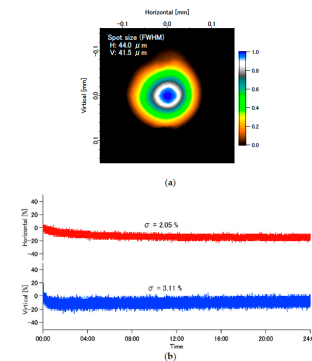 Horizontal [mm]
-0.1 0.0 0.1
Spot size (FWHM)
H: 44.0 μm
V: 41.5 μm
Virtical [mm]
-0.1
0.0
0.1
1.0
0.8
0.6
0.4
0.2
0.0
(a)
Horizontal [%]
40
20
0
-20
-40
σ = 2.05 %
Virtical [%]
40
20
0
-20
-40
σ = 3.11 %
00:00 04:00 08:00 12:00 16:00 20:00 24:0
Time
(b)